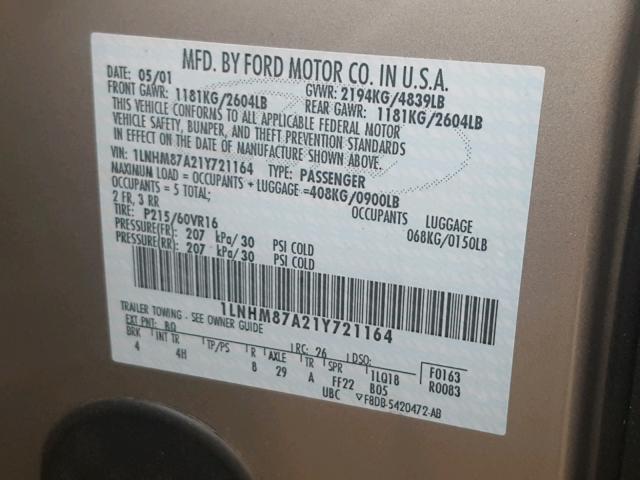 MFD. BY FORD MOTOR CO. IN U.S.A.
DATE: 05/01 GVWR: 2194KG/4839LB
FRONT GAWR: 1181KG/2604LB REAR GAWR: 1181KG/2604LB
THIS VEHICLE CONFORMS TO ALL APPLICABLE FEDERAL MOTOR
VEHICLE SAFETY, BUMPER, AND THEFT PREVENTION STANDARDS
IN EFFECT ON THE DATE OF MANUFACTURE SHOWN ABOVE.
VIN: 1LNHM87A21Y721164 TYPE: PASSENGER
MAXIMUM LOAD = OCCUPANTS + LUGGAGE =408KG/0900LB
OCCUPANTS = 5 TOTAL; OCCUPANTS LUGGAGE
2 FR, 3 RR 068KG/0150LB
TIRE: P215/60VR16
PRESSURE(FR): 207 kPa/30 PSI COLD
PRESSURE(RR): 207 kPa/30 PSI COLD
1LNHM87A21Y721164
TRAILER TOWING - SEE OWNER GUIDE
EXT PNT: BQ RC: 26 DSO: F0163
BRK INT TR TP/PS R AXLE TR SPR R0083
4 4H 8 29 A FF22 1LQ18 B05
UBC ▽F8DB-5420472-AB